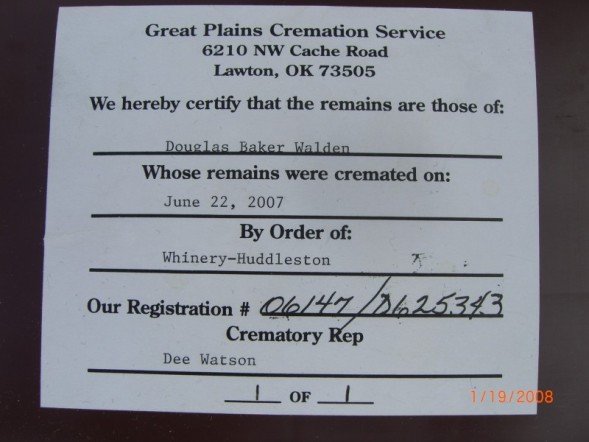 Great Plains Cremation Service
6210 NW Cache Road
Lawton, OK 73505
We hereby certify that the remains are those of:
Douglas Baker Walden
Whose remains were cremated on:
June 22, 2007
By Order of:
Whinery-Huddleston
Our Registration # 06147 /
Crematory Rep
Dee Watson
1 OF 1
1/19/2008